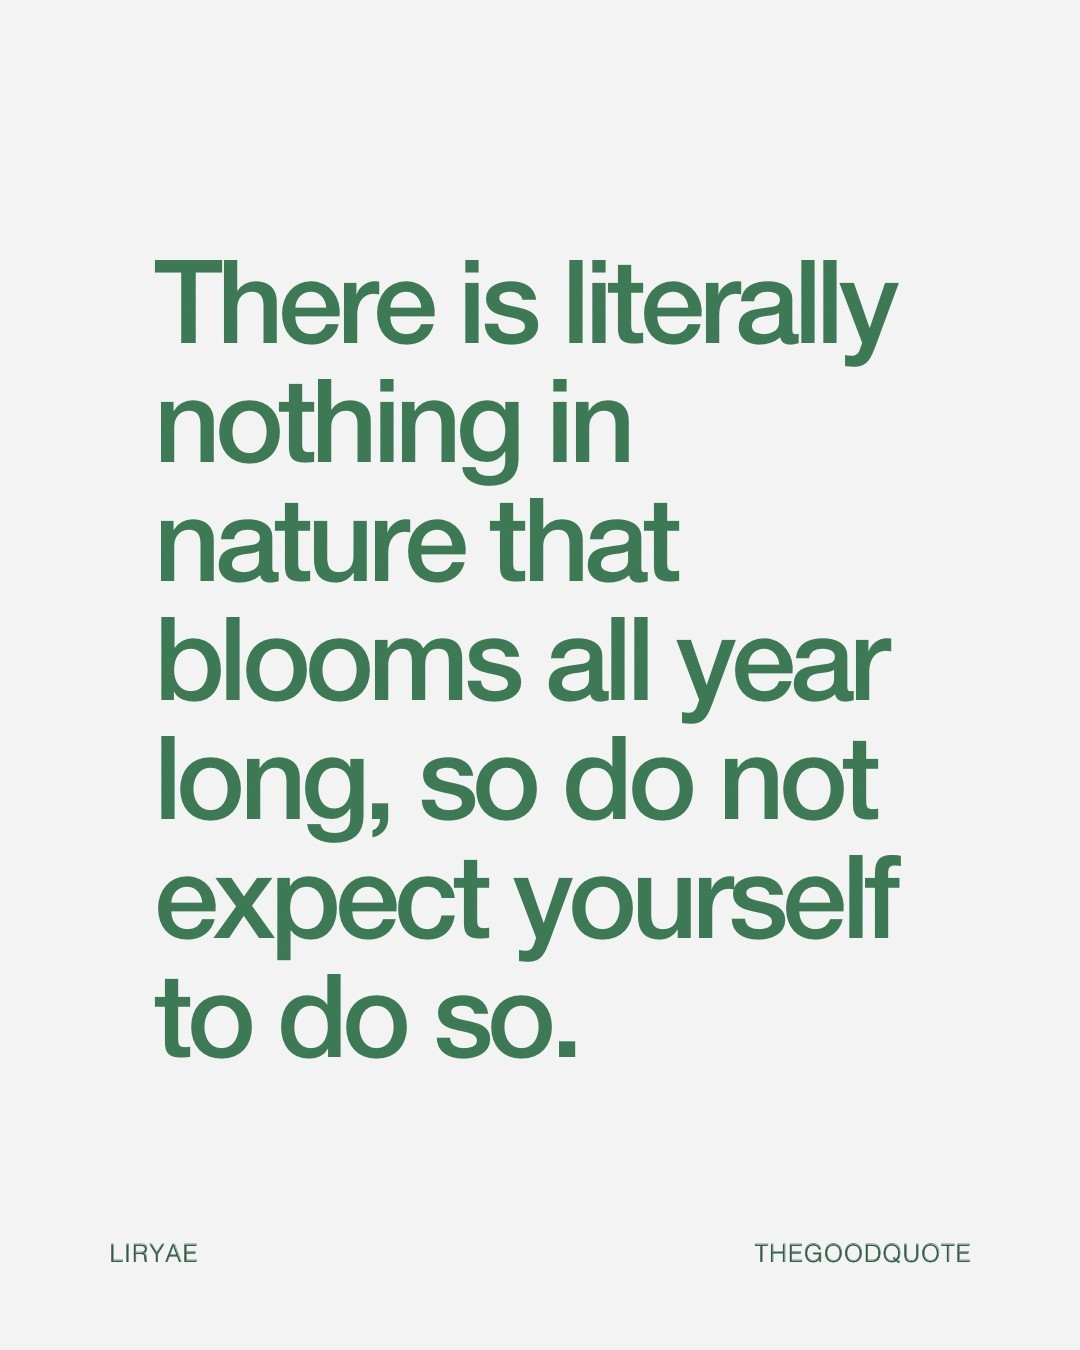 There is literally
nothing in
nature that
blooms all year
long, so do not
expect yourself
to do so.
LIRYAE
THEGOODQUOTE